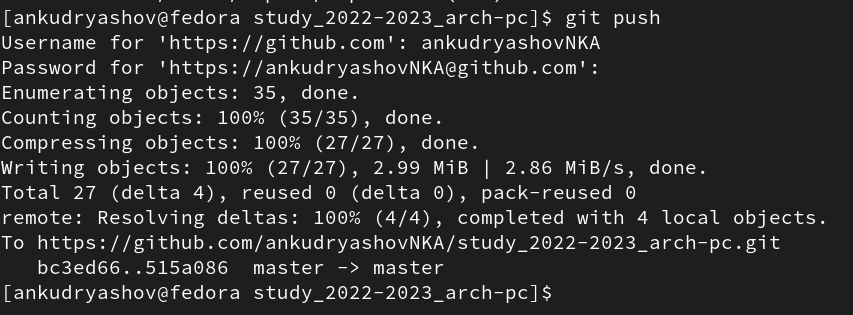 [ankudryashov@fedora study_2022-2023_arch-pc]$ git push
Username for 'https://github.com': ankudryashovNKA
Password for 'https://ankudryashovNKA@github.com':
Enumerating objects: 35, done.
Counting objects: 100% (35/35), done.
Compressing objects: 100% (27/27), done.
Writing objects: 100% (27/27), 2.99 MiB | 2.86 MiB/s, done.
Total 27 (delta 4), reused 0 (delta 0), pack-reused 0
remote: Resolving deltas: 100% (4/4), completed with 4 local objects.
To https://github.com/ankudryashovNKA/study_2022-2023_arch-pc.git
   bc3ed66..515a086  master -> master
[ankudryashov@fedora study_2022-2023_arch-pc]$